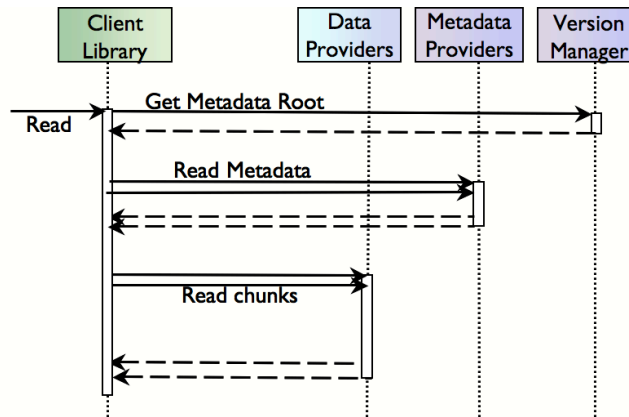 Client
Library
Data
Providers
Metadata
Providers
Version
Manager
Get Metadata Root
Read
Read Metadata
Read chunks